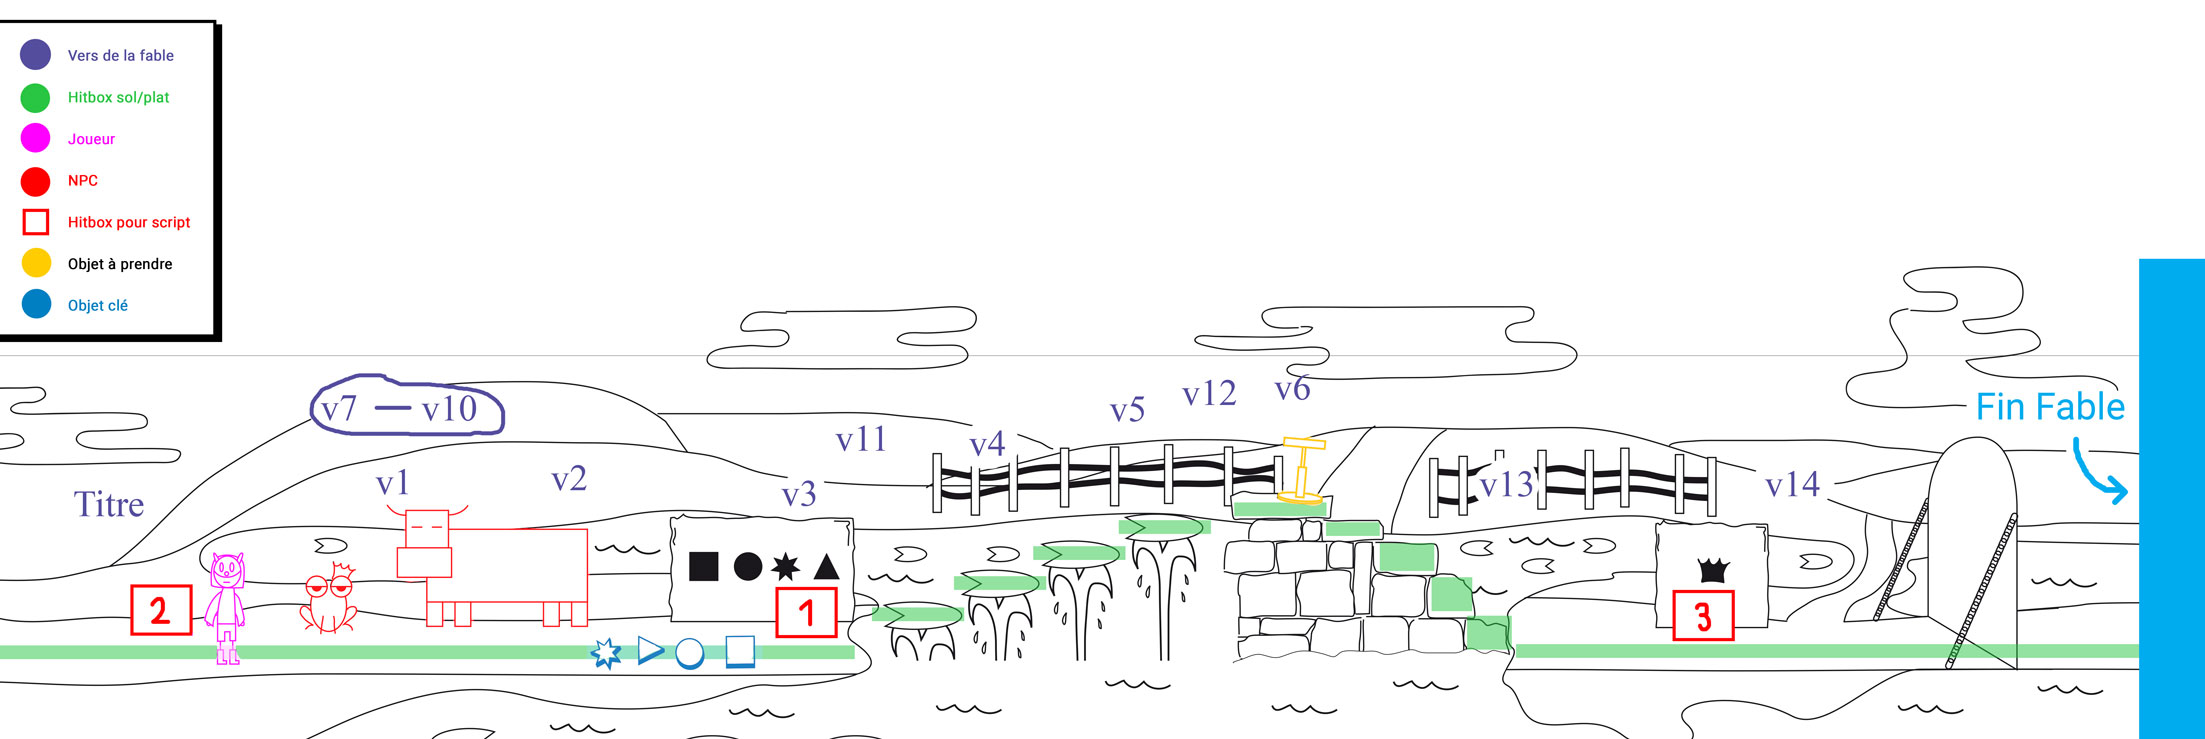 Vers de la fable
Hitbox sol/plat
Joueur
NPC
Hitbox pour script
Objet à prendre
Objet clé
Titre
v7 — v10
v1
v2
v3
v11
v4
v5
v12
v6
v13
v14
Fin Fable
2
1
3